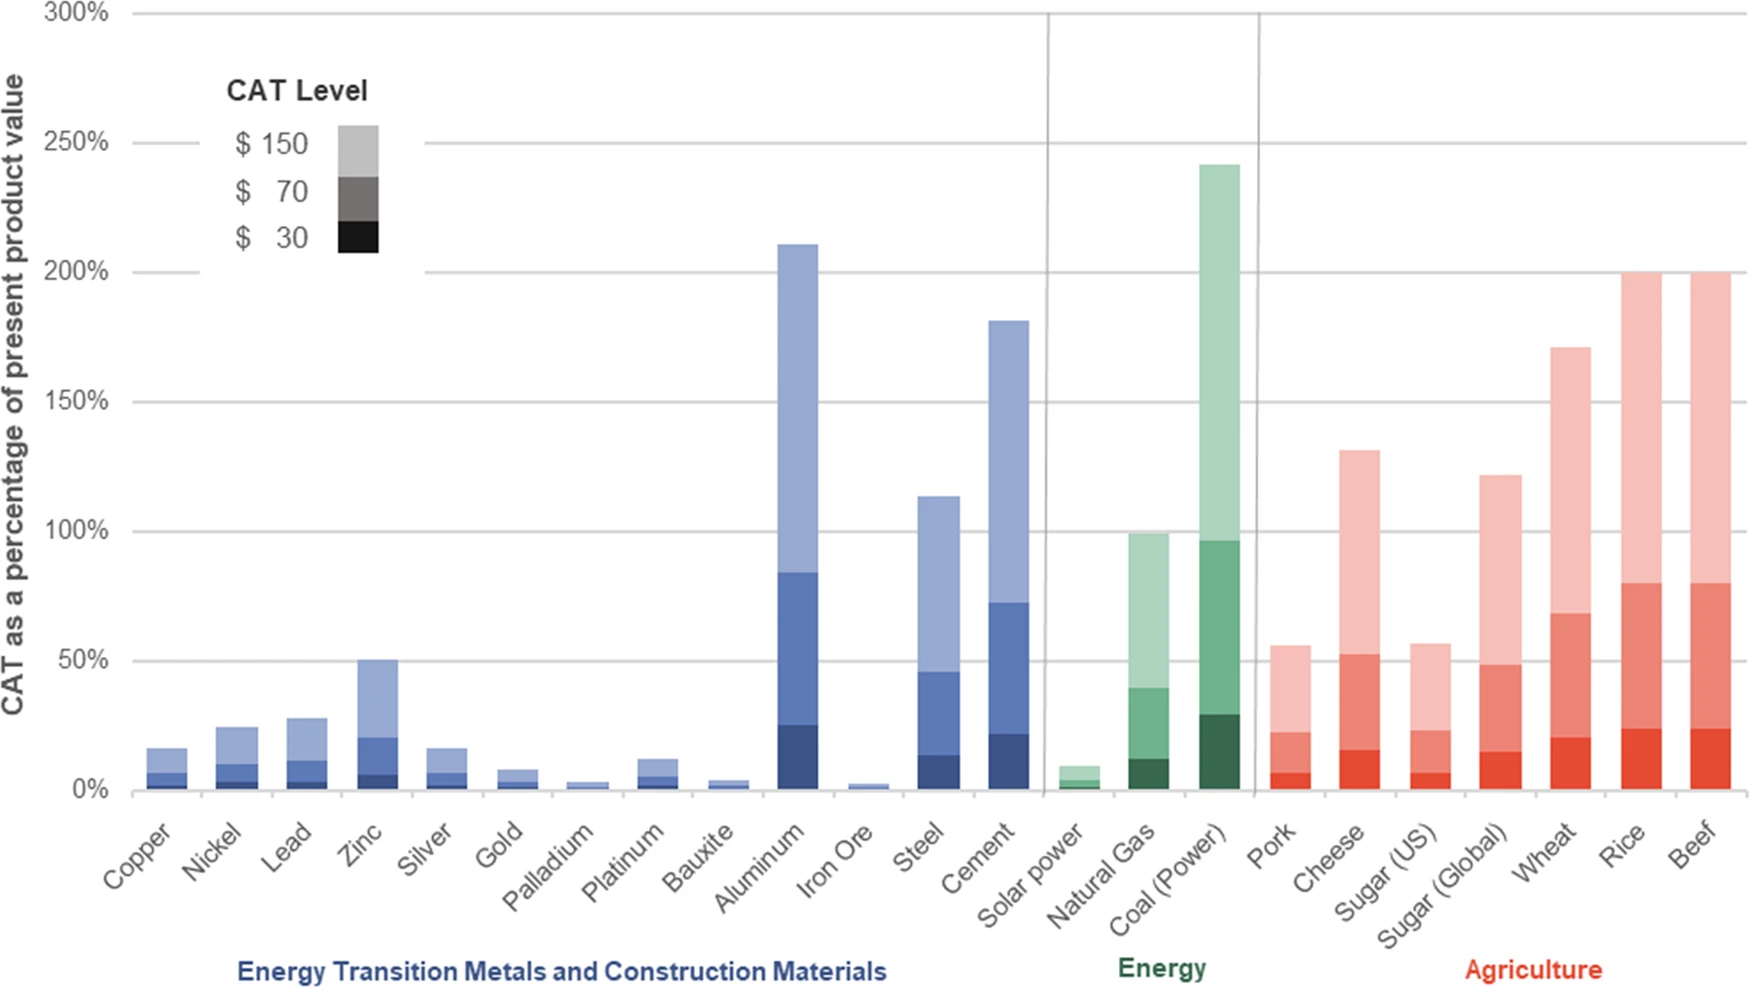 CAT as a percentage of present product value
300%
250%
200%
150%
100%
50%
0%
CAT Level
$ 150
$ 70
$ 30
Copper
Nickel
Lead
Zinc
Silver
Gold
Palladium
Platinum
Bauxite
Aluminum
Iron Ore
Steel
Cement
Solar power
Natural Gas
Coal (Power)
Pork
Cheese
Sugar (US)
Sugar (Global)
Wheat
Rice
Beef
Energy Transition Metals and Construction Materials
Energy
Agriculture